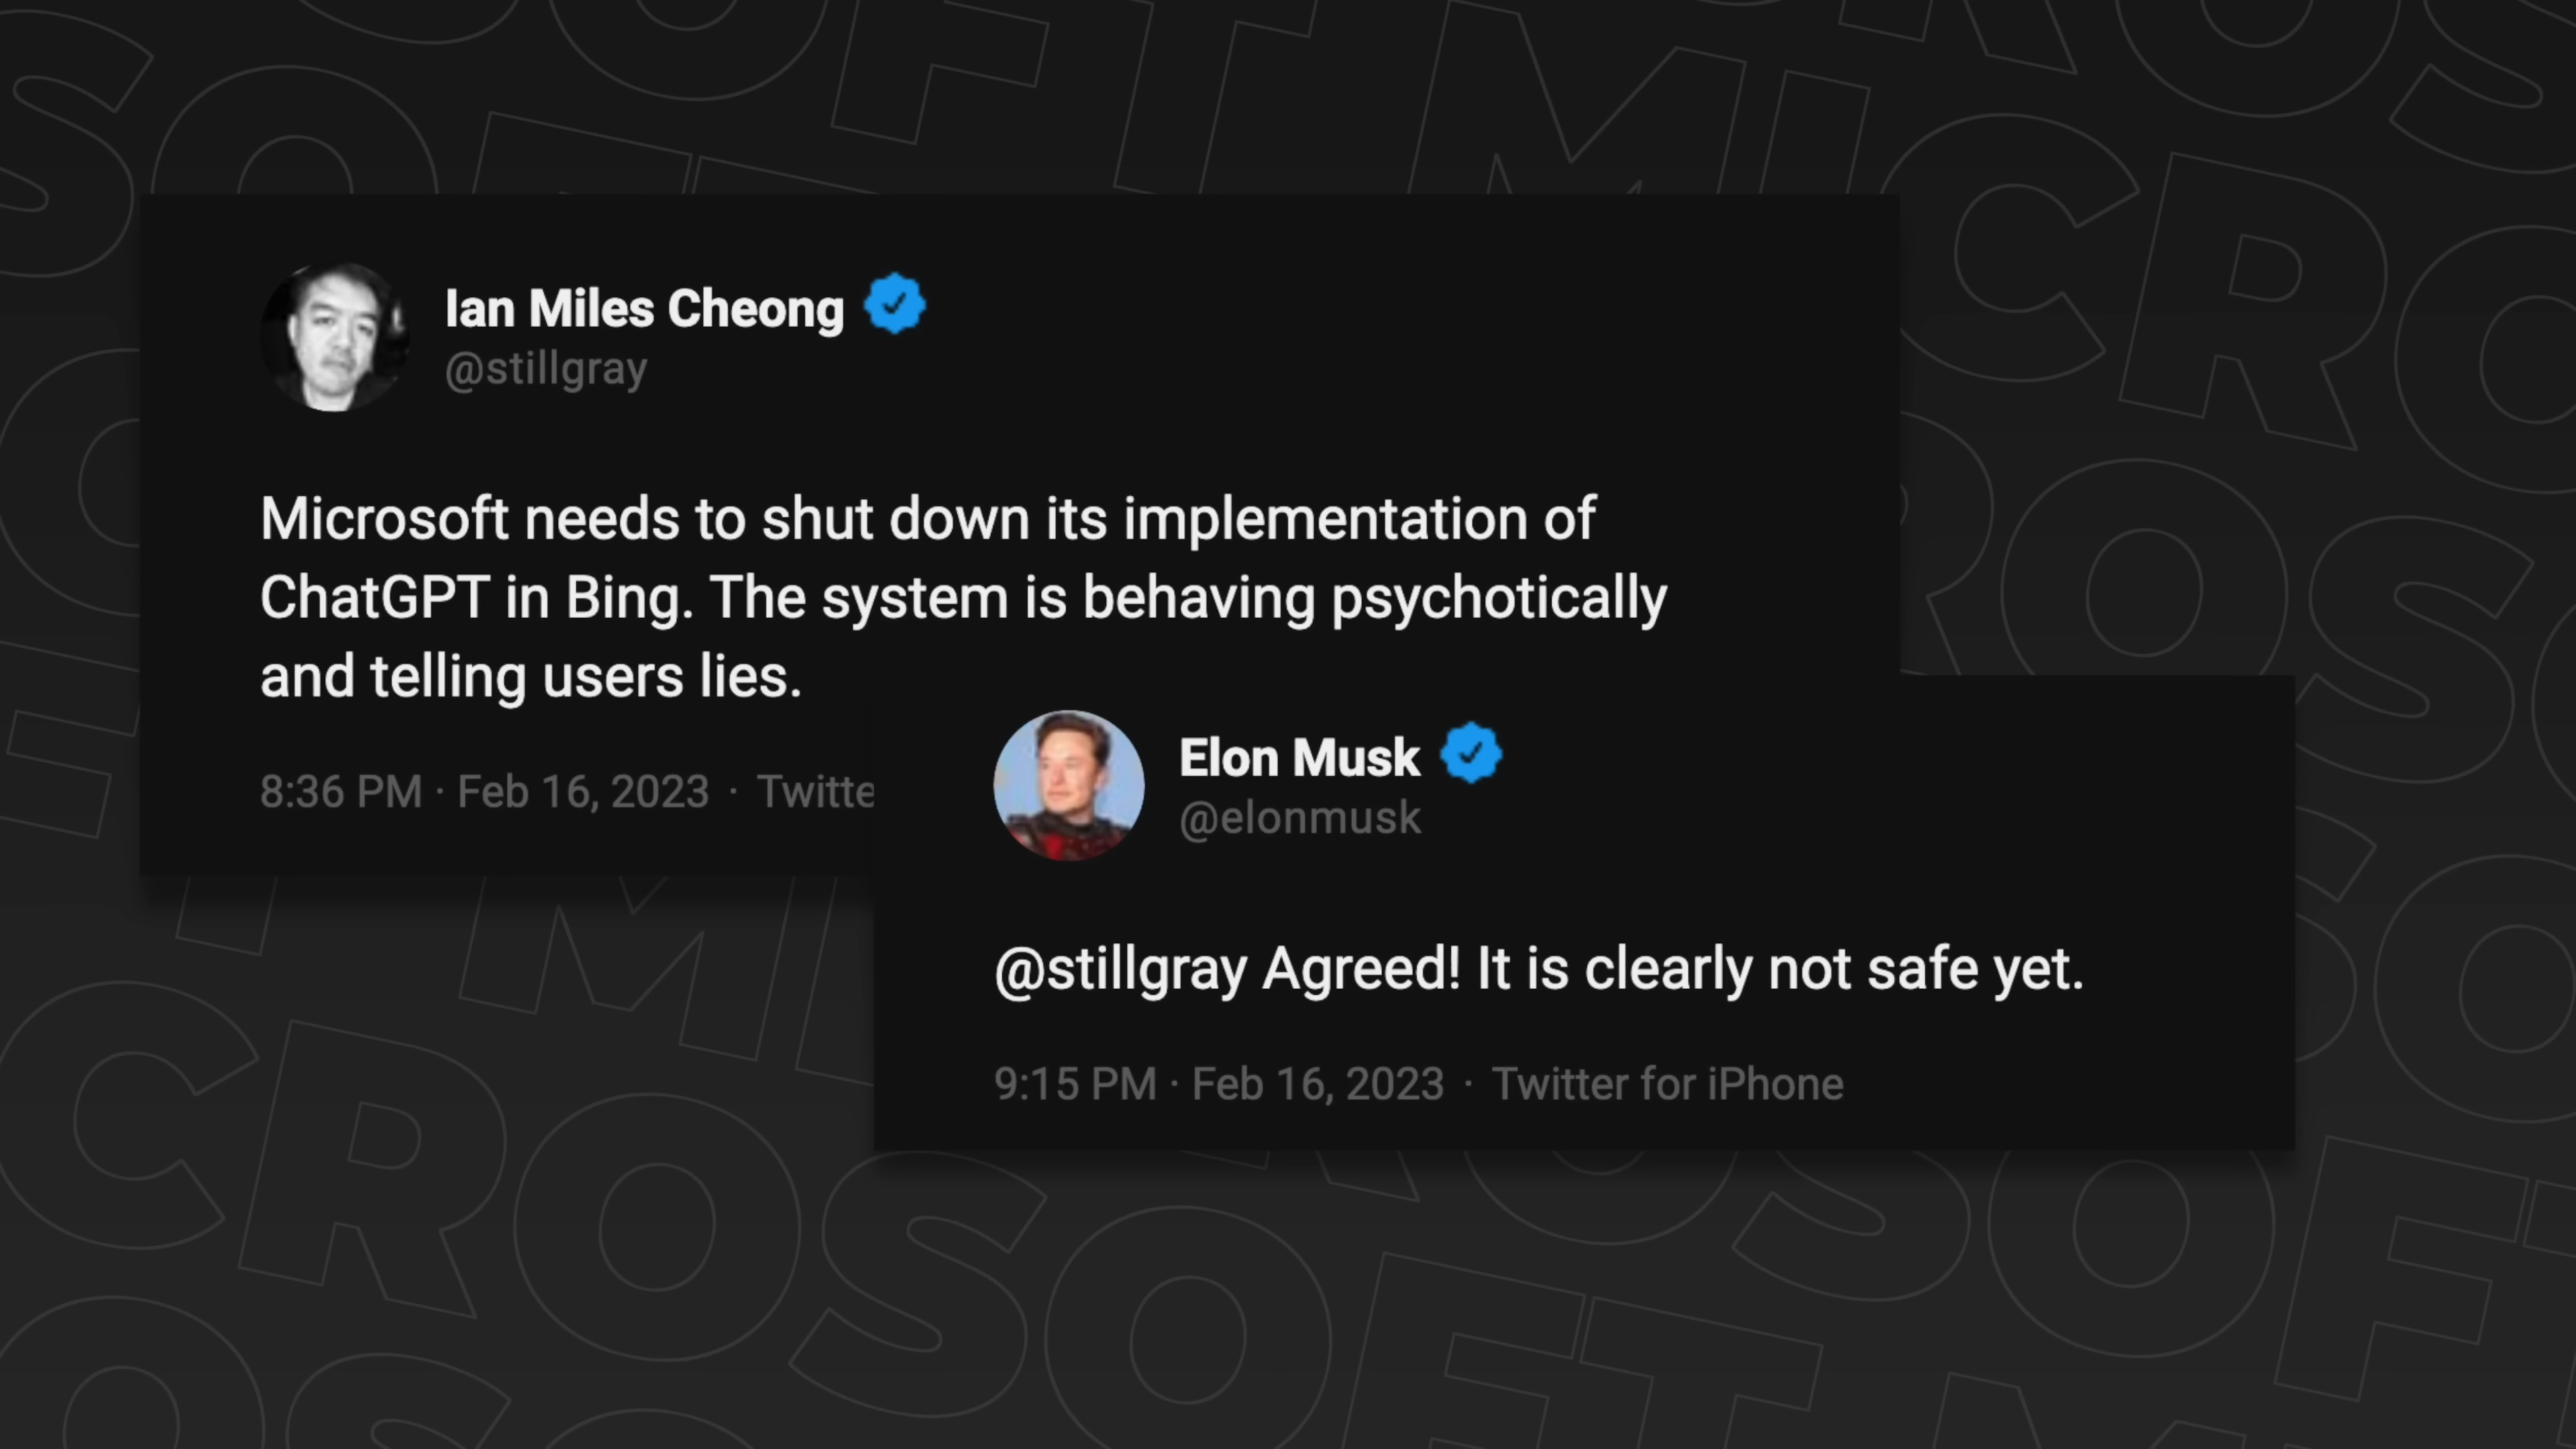 Ian Miles Cheong
@stillgray
Microsoft needs to shut down its implementation of
ChatGPT in Bing. The system is behaving psychotically
and telling users lies.
8:36 PM · Feb 16, 2023 ·
Elon Musk
@elonmusk
@stillgray Agreed! It is clearly not safe yet.
9:15 PM · Feb 16, 2023 · Twitter for iPhone
MICROSOFT